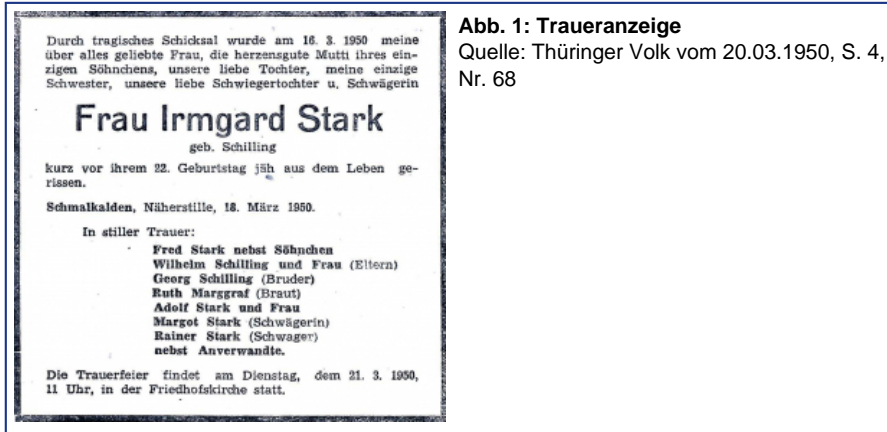 Durch tragisches Schicksal wurde am 16. 3. 1950 meine
über alles geliebte Frau, die herzensgute Mutti ihres ein-
zigen Söhnchens, unsere liebe Tochter, meine einzige
Schwester, unsere liebe Schwiegertochter u. Schwägerin
Frau Irmgard Stark
geb. Schilling
kurz vor ihrem 22. Geburtstag jäh aus dem Leben ge-
rissen.
Schmalkalden, Näherstille, 18. März 1950.
In stiller Trauer:
Fred Stark nebst Söhnchen
Wilhelm Schilling und Frau (Eltern)
Georg Schilling (Bruder)
Ruth Marggraf (Braut)
Adolf Stark und Frau
Margot Stark (Schwägerin)
Rainer Stark (Schwager)
nebst Anverwandte.
Die Trauerfeier findet am Dienstag, dem 21. 3. 1950,
11 Uhr, in der Friedhofskirche statt.
Abb. 1: Traueranzeige
Quelle: Thüringer Volk vom 20.03.1950, S. 4,
Nr. 68